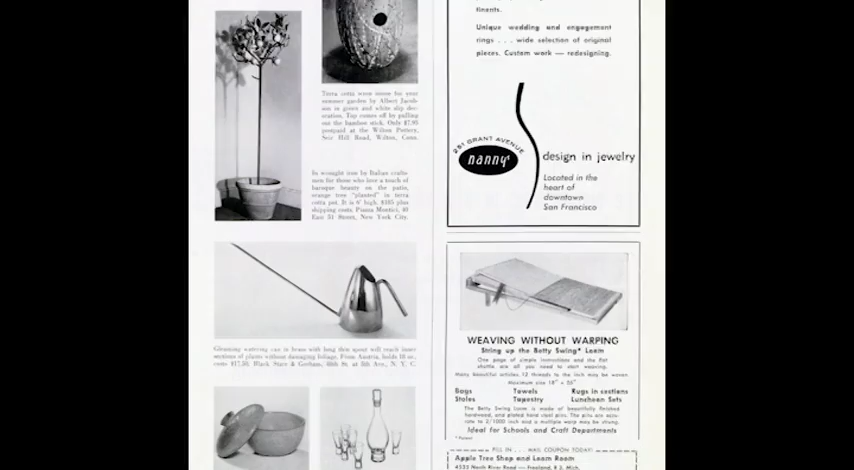 Terra cotta wren house for your
summer garden by Albert Jacob-
son in green and white slip dec-
oration. Top comes off by pulling
out the bamboo stick. Only $7.95
postpaid at the Wilton Pottery,
Seir Hill Road, Wilton, Conn.
In wrought iron by Italian crafts-
men for those who love a touch of
baroque beauty on the patio,
orange tree "planted" in terra
cotta pot. It is 6' high. $105 plus
shipping costs. Piazza Montici,
East 51 Street, New York City.
Gleaming watering can in brass with long thin spout will reach inner
sections of plants without damaging foliage. From Austria, holds 16 oz.,
costs $17.50. Black Starr & Gorham, 48th St. at 5th Ave., N. Y. C.
tinents.
Unique wedding and engagement
rings . . . wide selection of original
pieces. Custom work — redesigning.
251 GRANT AVENUE
nanny's
design in jewelry
Located in the
heart of
downtown
San Francisco
WEAVING WITHOUT WARPING
String up the Betty Swing* Loom
One page of simple instructions and the flat
shuttle are all you need to start weaving.
Many beautiful articles, 12 threads to the inch may be woven
Maximum size 18" x 36"
Bags Towels Rugs in sections
Stoles Tapestry Luncheon Sets
The Betty Swing Loom is made of beautifully finished
hardwood, and plated hard steel pins. The pins are accu-
rate to 2/1000 inch and a multiple warp may be strung.
Ideal for Schools and Craft Departments
* Patent
FILL IN . . . MAIL COUPON TODAY!
Apple Tree Shop and Loom Room
4333 North River Road — Freeland, R 2, Mich.